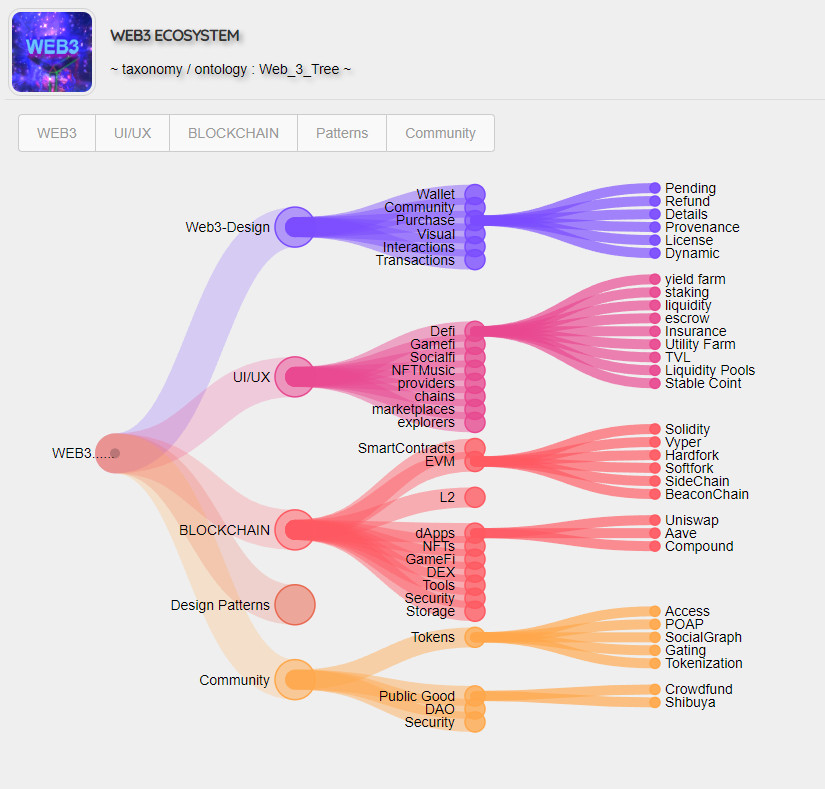 WEB3
WEB3 ECOSYSTEM
~ taxonomy / ontology : Web_3_Tree ~
WEB3
UI/UX
BLOCKCHAIN
Patterns
Community
WEB3......
Web3-Design
Wallet
Community
Purchase
Visual
Interactions
Transactions
Pending
Refund
Details
Provenance
License
Dynamic
UI/UX
Defi
Gamefi
Socialfi
NFTMusic
providers
chains
marketplaces
explorers
yield farm
staking
liquidity
escrow
Insurance
Utility Farm
TVL
Liquidity Pools
Stable Coint
BLOCKCHAIN
SmartContracts
EVM
L2
dApps
NFTs
GameFi
DEX
Tools
Security
Storage
Solidity
Vyper
Hardfork
Softfork
SideChain
BeaconChain
Uniswap
Aave
Compound
Design Patterns
Community
Tokens
Public Good
DAO
Security
Access
POAP
SocialGraph
Gating
Tokenization
Crowdfund
Shibuya